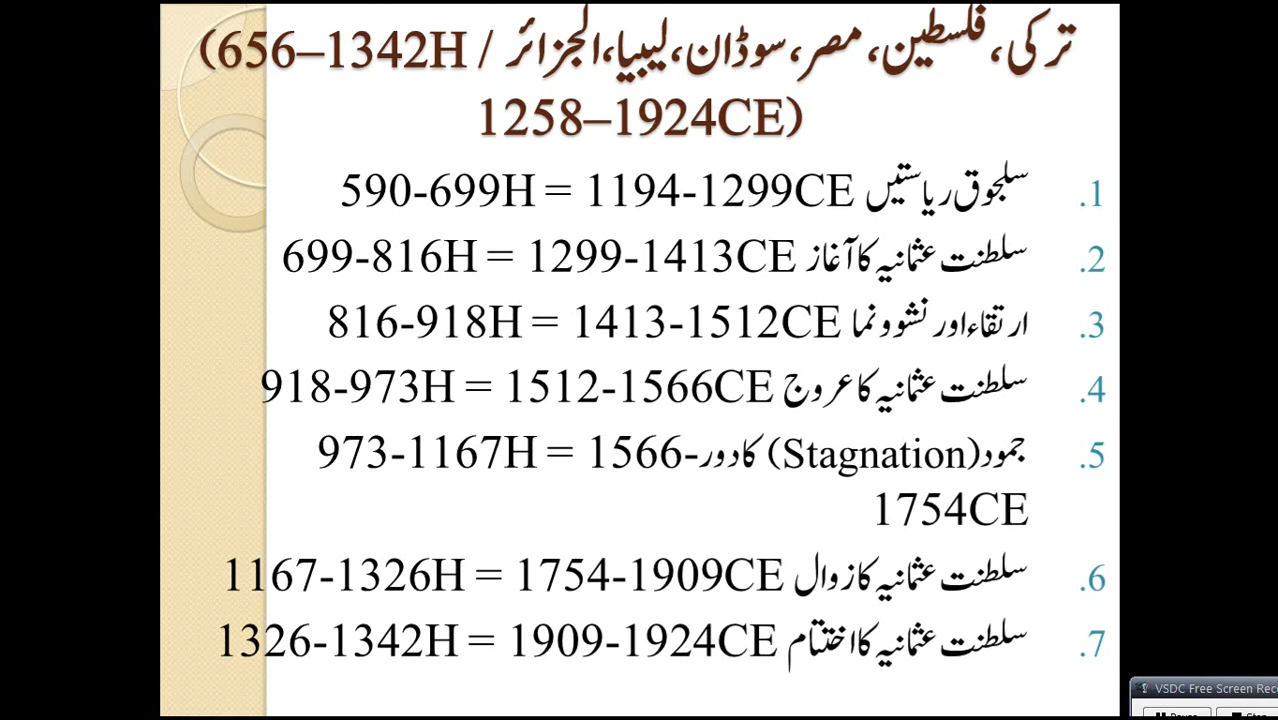 ترکی، فلسطین، مصر، سوڈان، لیبیا، الجزائر / 656–1342H)
1258–1924CE)
1. سلجوق ریاستیں 590-699H = 1194-1299CE
2. سلطنت عثمانیہ کا آغاز 699-816H = 1299-1413CE
3. ارتقاء اور نشوونما 816-918H = 1413-1512CE
4. سلطنت عثمانیہ کا عروج 918-973H = 1512-1566CE
5. جمود (Stagnation) کا دور 973-1167H = 1566-
1754CE
6. سلطنت عثمانیہ کا زوال 1167-1326H = 1754-1909CE
7. سلطنت عثمانیہ کا اختتام 1326-1342H = 1909-1924CE
VSDC Free Screen Rec